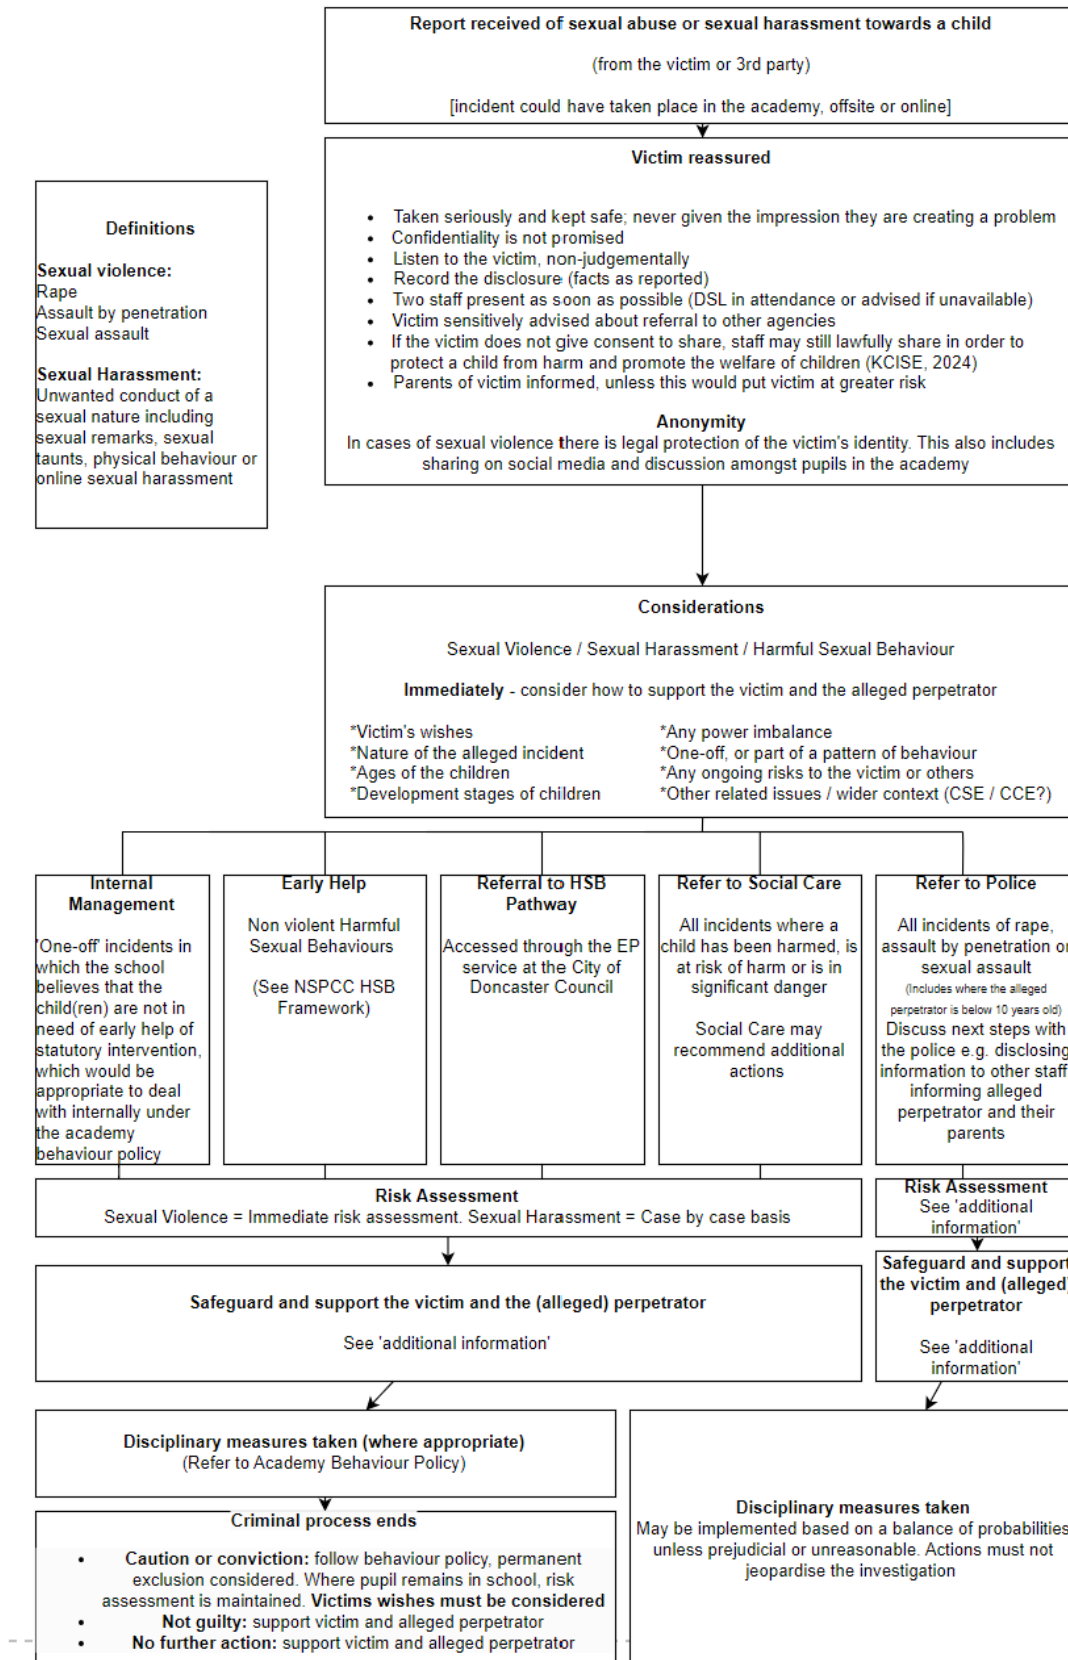 Report received of sexual abuse or sexual harassment towards a child
(from the victim or 3rd party)
[incident could have taken place in the academy, offsite or online]
Victim reassured
• Taken seriously and kept safe; never given the impression they are creating a problem
• Confidentiality is not promised
• Listen to the victim, non-judgementally
• Record the disclosure (facts as reported)
• Two staff present as soon as possible (DSL in attendance or advised if unavailable)
• Victim sensitively advised about referral to other agencies
• If the victim does not give consent to share, staff may still lawfully share in order to
protect a child from harm and promote the welfare of children (KCISE, 2024)
• Parents of victim informed, unless this would put victim at greater risk
Anonymity
In cases of sexual violence there is legal protection of the victim's identity. This also includes
sharing on social media and discussion amongst pupils in the academy
Definitions
Sexual violence:
Rape
Assault by penetration
Sexual assault
Sexual Harassment:
Unwanted conduct of a
sexual nature including
sexual remarks, sexual
taunts, physical behaviour or
online sexual harassment
Considerations
Sexual Violence / Sexual Harassment / Harmful Sexual Behaviour
Immediately - consider how to support the victim and the alleged perpetrator
*Victim's wishes
*Nature of the alleged incident
*Ages of the children
*Development stages of children
*Any power imbalance
*One-off, or part of a pattern of behaviour
*Any ongoing risks to the victim or others
*Other related issues / wider context (CSE / CCE?)
Internal
Management
'One-off' incidents in
which the school
believes that the
child(ren) are not in
need of early help of
statutory intervention,
which would be
appropriate to deal
with internally under
the academy
behaviour policy
Early Help
Non violent Harmful
Sexual Behaviours
(See NSPCC HSB
Framework)
Referral to HSB
Pathway
Accessed through the EP
service at the City of
Doncaster Council
Refer to Social Care
All incidents where a
child has been harmed, is
at risk of harm or is in
significant danger
Social Care may
recommend additional
actions
Refer to Police
All incidents of rape,
assault by penetration or
sexual assault
(Includes where the alleged
perpetrator is below 10 years old)
Discuss next steps with
the police e.g. disclosing
information to other staff,
informing alleged
perpetrator and their
parents
Risk Assessment
Sexual Violence = Immediate risk assessment. Sexual Harassment = Case by case basis
Risk Assessment
See 'additional
information'
Safeguard and support the victim and the (alleged) perpetrator
See 'additional information'
Safeguard and support
the victim and (alleged)
perpetrator
See 'additional
information'
Disciplinary measures taken (where appropriate)
(Refer to Academy Behaviour Policy)
Criminal process ends
• Caution or conviction: follow behaviour policy, permanent
exclusion considered. Where pupil remains in school, risk
assessment is maintained. Victims wishes must be considered
• Not guilty: support victim and alleged perpetrator
• No further action: support victim and alleged perpetrator
Disciplinary measures taken
May be implemented based on a balance of probabilities,
unless prejudicial or unreasonable. Actions must not
jeopardise the investigation